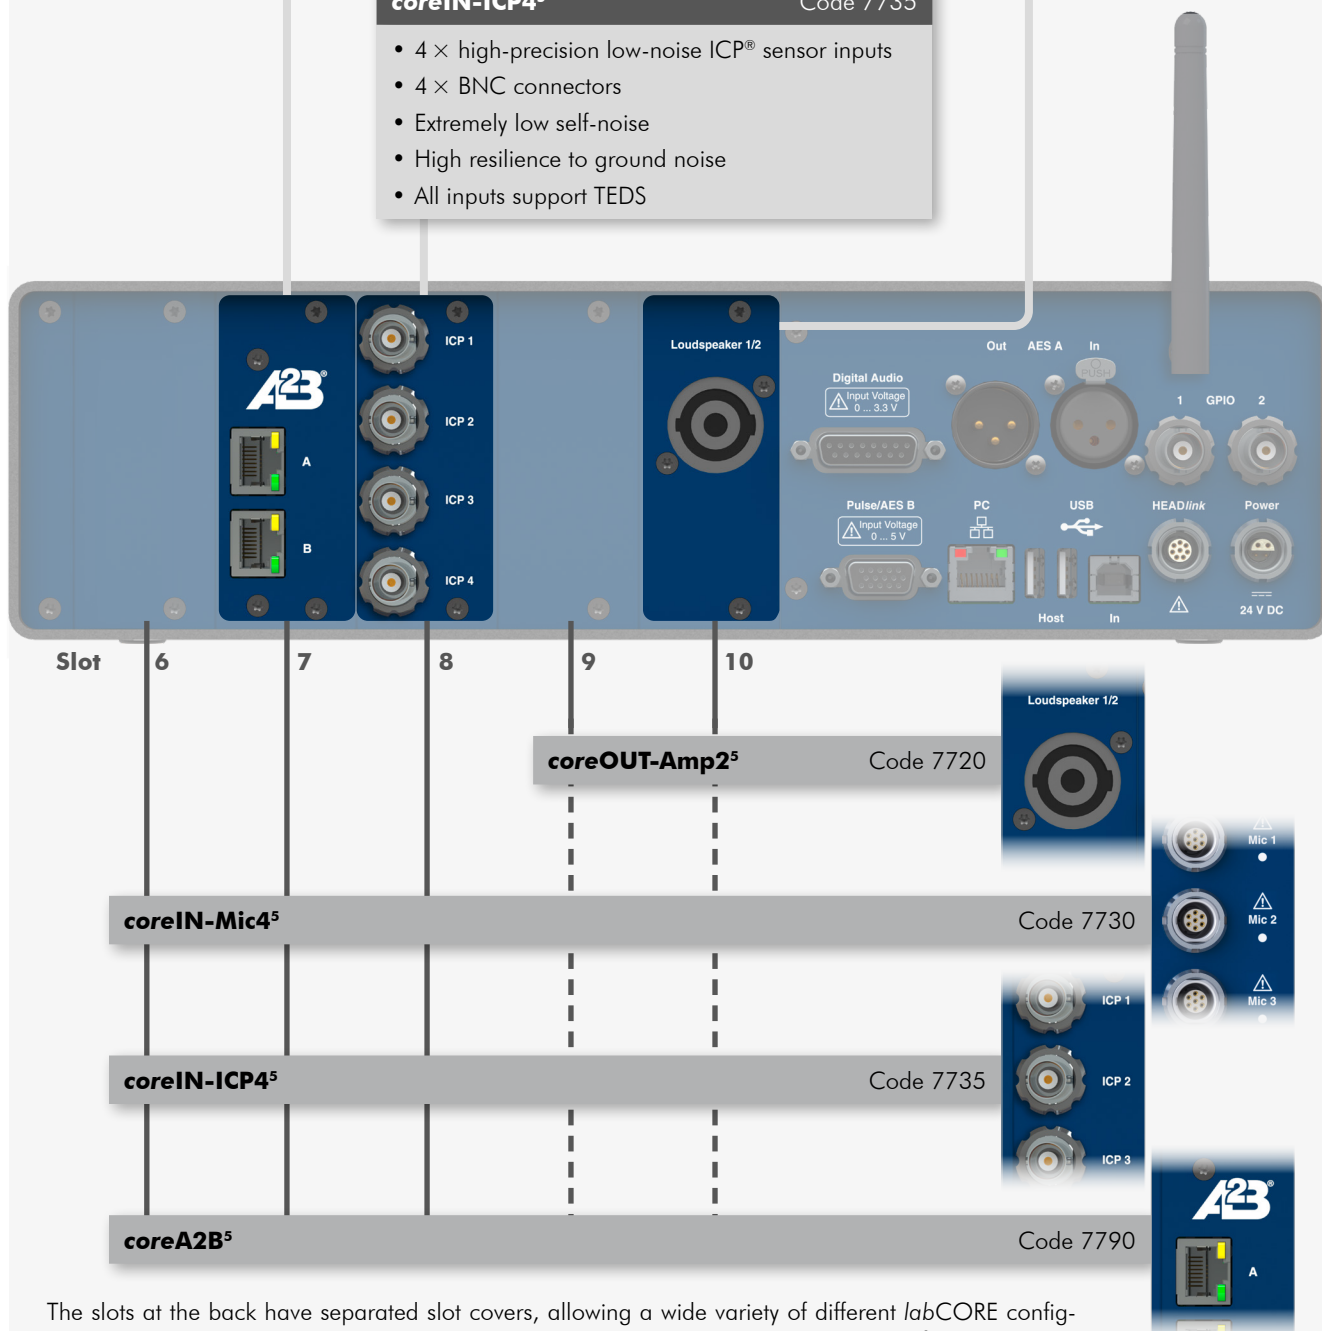 coreIN-ICP4⁵ Code 7735
• 4 × high-precision low-noise ICP® sensor inputs
• 4 × BNC connectors
• Extremely low self-noise
• High resilience to ground noise
• All inputs support TEDS
A2B®
A
B
ICP 1
ICP 2
ICP 3
ICP 4
Loudspeaker 1/2
Digital Audio
Input Voltage
0 ... 3.3 V
Out AES A In
PUSH
1 GPIO 2
Pulse/AES B
Input Voltage
0 ... 5 V
PC
USB
HEADlink
Power
Host
In
24 V DC
Slot 6 7 8 9 10
Loudspeaker 1/2
coreOUT-Amp2⁵ Code 7720
Mic 1
coreIN-Mic4⁵ Code 7730
Mic 2
Mic 3
ICP 1
coreIN-ICP4⁵ Code 7735
ICP 2
ICP 3
A2B®
coreA2B⁵ Code 7790
A
The slots at the back have separated slot covers, allowing a wide variety of different labCORE config-